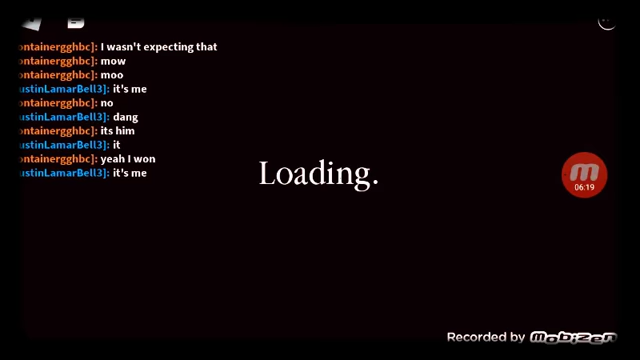 ontainergghbc]: I wasn't expecting that
ontainergghbc]: mow
ontainergghbc]: moo
ustinLamarBell3]: it's me
ontainergghbc]: no
ustinLamarBell3]: dang
ontainergghbc]: its him
ustinLamarBell3]: it
ontainergghbc]: yeah I won
ustinLamarBell3]: it's me
Loading.
06:19
Recorded by Mobizen